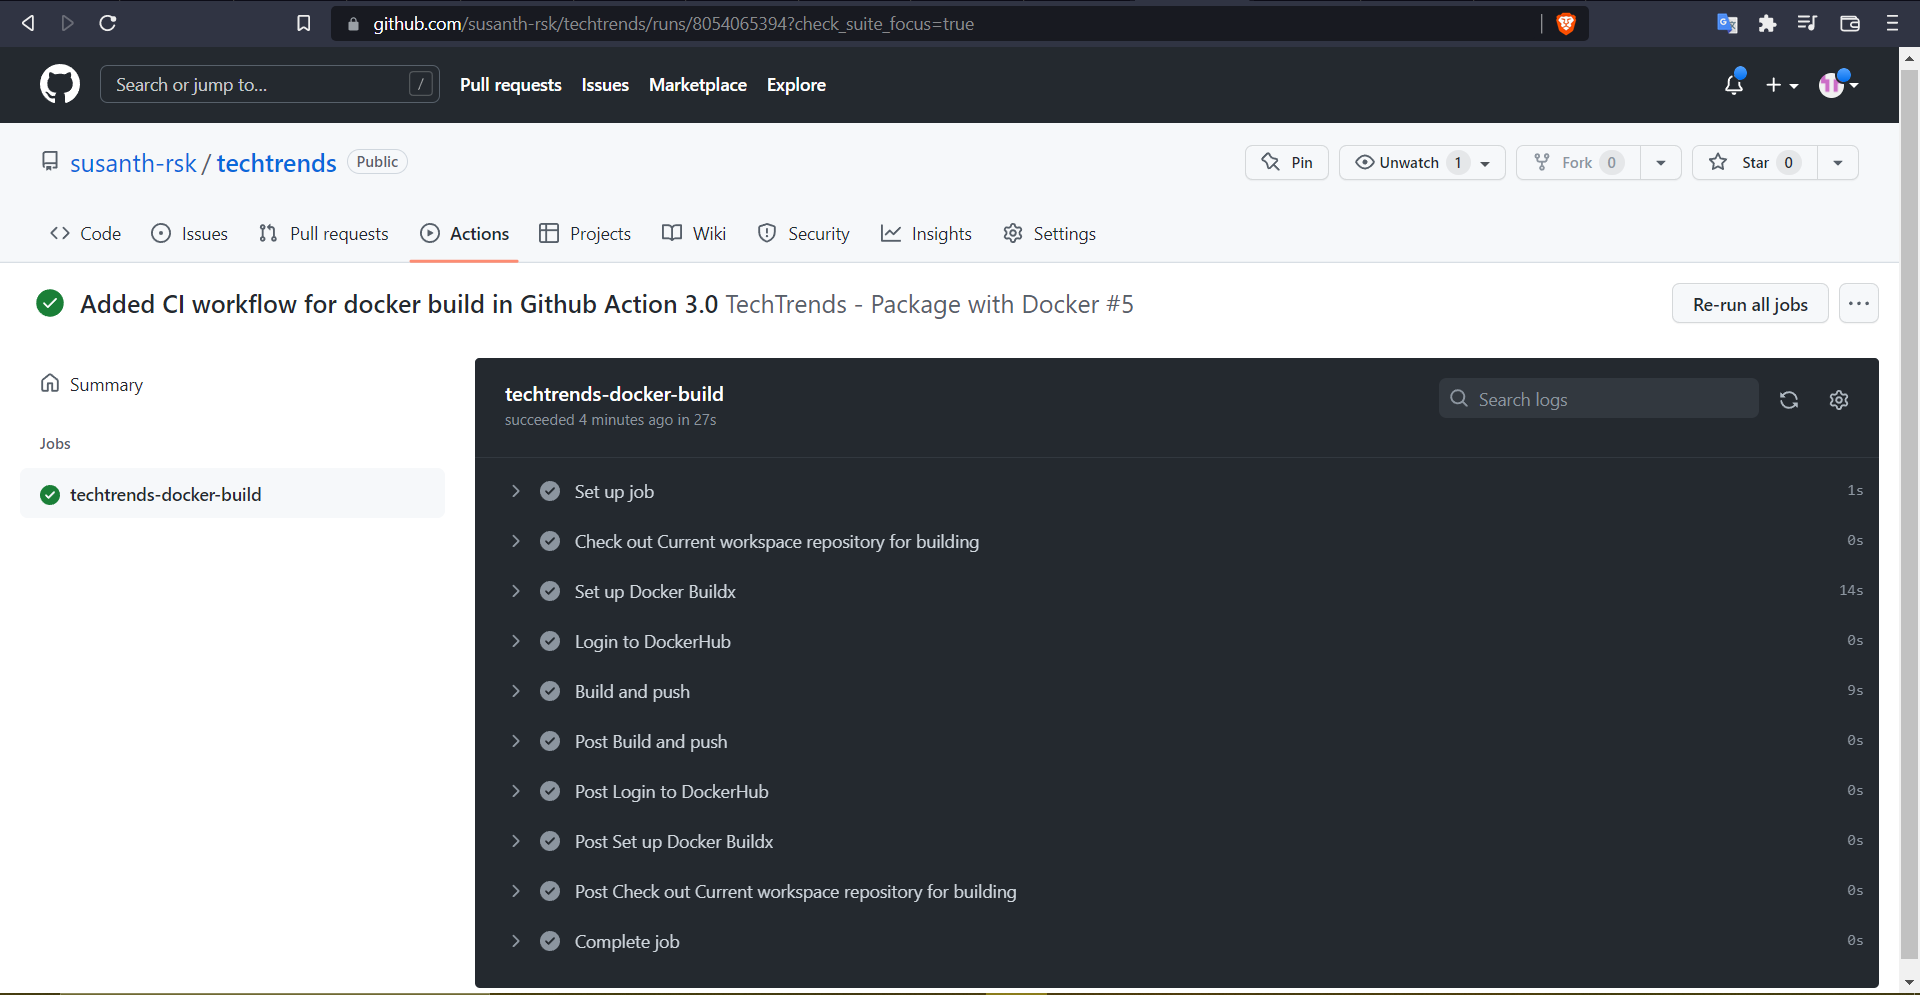 github.com/susanth-rsk/techtrends/runs/8054065394?check_suite_focus=true
Search or jump to... /
Pull requests Issues Marketplace Explore
susanth-rsk / techtrends Public
Pin Unwatch 1 Fork 0 Star 0
Code Issues Pull requests Actions Projects Wiki Security Insights Settings
Added CI workflow for docker build in Github Action 3.0 TechTrends - Package with Docker #5
Re-run all jobs ...
Summary
Jobs
techtrends-docker-build
techtrends-docker-build
succeeded 4 minutes ago in 27s
Search logs
Set up job 1s
Check out Current workspace repository for building 0s
Set up Docker Buildx 14s
Login to DockerHub 0s
Build and push 9s
Post Build and push 0s
Post Login to DockerHub 0s
Post Set up Docker Buildx 0s
Post Check out Current workspace repository for building 0s
Complete job 0s